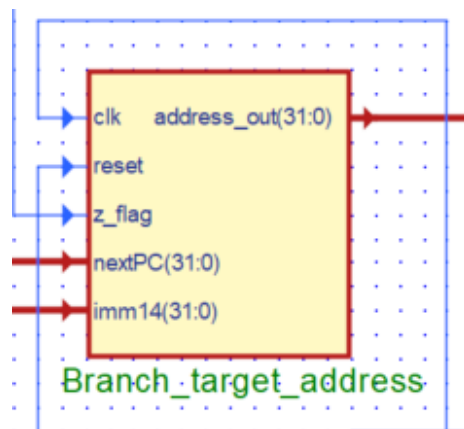 clk address_out(31:0)
reset
z_flag
nextPC(31:0)
imm14(31:0)
Branch_target_address